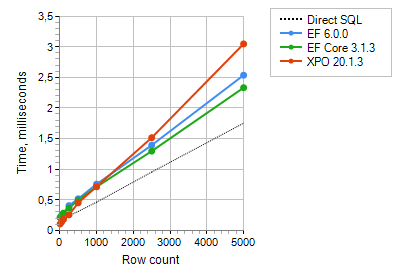 3,5
3
2,5
2
1,5
1
0,5
0
0 1000 2000 3000 4000 5000
Time, milliseconds
Row count
Direct SQL
EF 6.0.0
EF Core 3.1.3
XPO 20.1.3